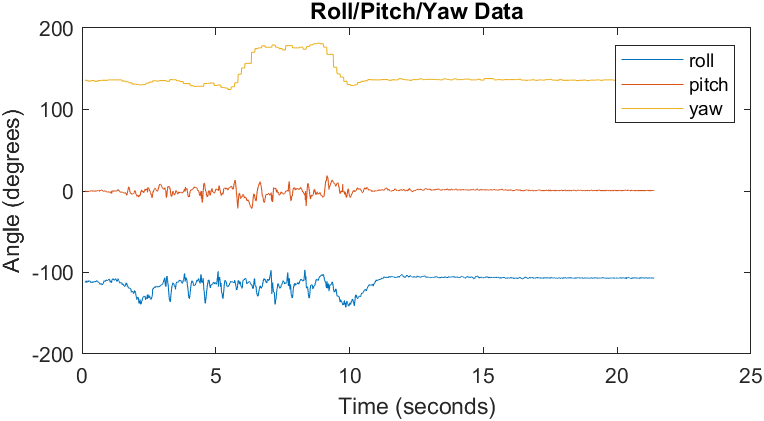 Roll/Pitch/Yaw Data
200
100
0
-100
-200
Angle (degrees)
roll
pitch
yaw
0
5
10
15
20
25
Time (seconds)